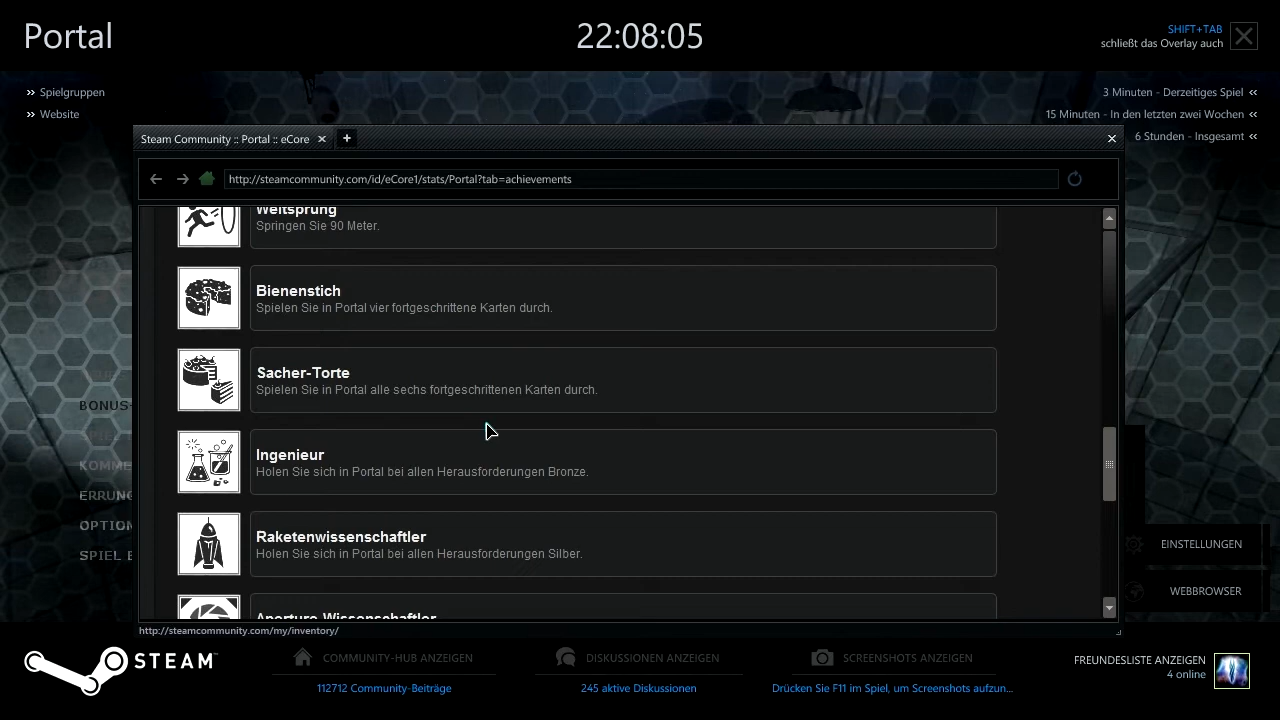 Portal
22:08:05
SHIFT+TAB
schließt das Overlay auch
Spielgruppen
Website
3 Minuten - Derzeitiges Spiel
15 Minuten - In den letzten zwei Wochen
6 Stunden - Insgesamt
Steam Community :: Portal :: eCore
http://steamcommunity.com/id/eCore1/stats/Portal?tab=achievements
Weitsprung
Springen Sie 90 Meter.
Bienenstich
Spielen Sie in Portal vier fortgeschrittene Karten durch.
Sacher-Torte
Spielen Sie in Portal alle sechs fortgeschrittenen Karten durch.
Ingenieur
Holen Sie sich in Portal bei allen Herausforderungen Bronze.
Raketenwissenschaftler
Holen Sie sich in Portal bei allen Herausforderungen Silber.
Aperture-Wissenschaftler
BONUS-
SPIEL
KOMME
ERRUNG
OPTION
SPIEL B
EINSTELLUNGEN
WEBBROWSER
http://steamcommunity.com/my/inventory/
STEAM
COMMUNITY-HUB ANZEIGEN
112712 Community-Beiträge
DISKUSSIONEN ANZEIGEN
245 aktive Diskussionen
SCREENSHOTS ANZEIGEN
Drücken Sie F11 im Spiel, um Screenshots aufzun...
FREUNDESLISTE ANZEIGEN
4 online